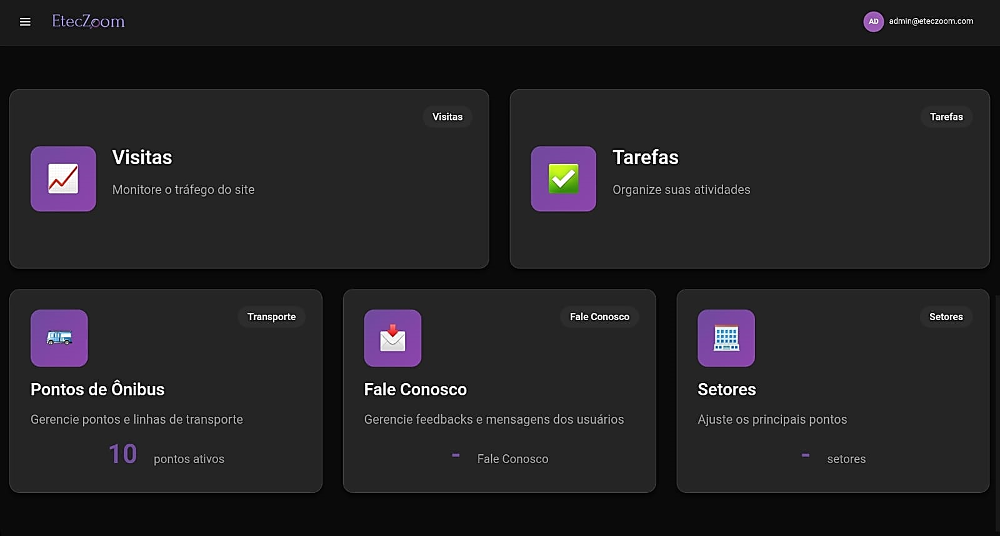 EtecZoom
AD admin@eteczoom.com
Visitas
Visitas
Monitore o tráfego do site
Tarefas
Tarefas
Organize suas atividades
Transporte
Pontos de Ônibus
Gerencie pontos e linhas de transporte
10 pontos ativos
Fale Conosco
Fale Conosco
Gerencie feedbacks e mensagens dos usuários
- Fale Conosco
Setores
Setores
Ajuste os principais pontos
- setores